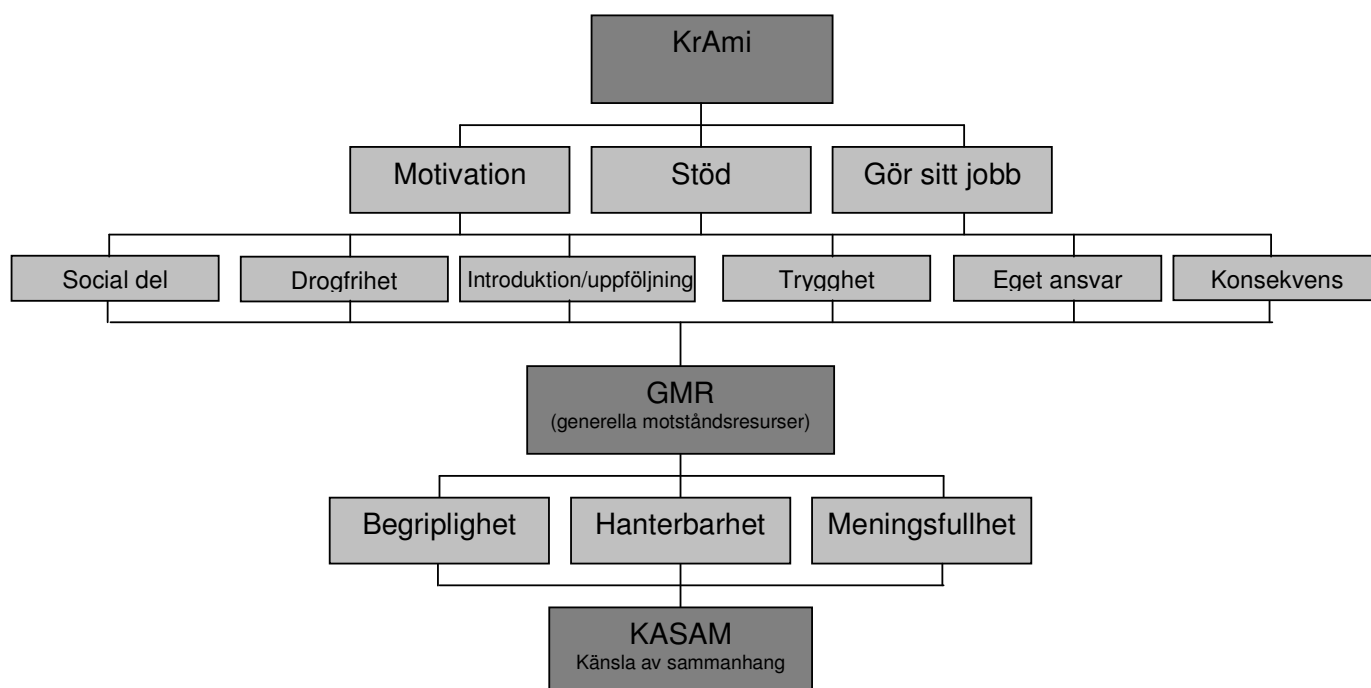 KrAmi
Motivation
Stöd
Gör sitt jobb
Social del
Drogfrihet
Introduktion/uppföljning
Trygghet
Eget ansvar
Konsekvens
GMR
(generella motståndsresurser)
Begriplighet
Hanterbarhet
Meningsfullhet
KASAM
Känsla av sammanhang